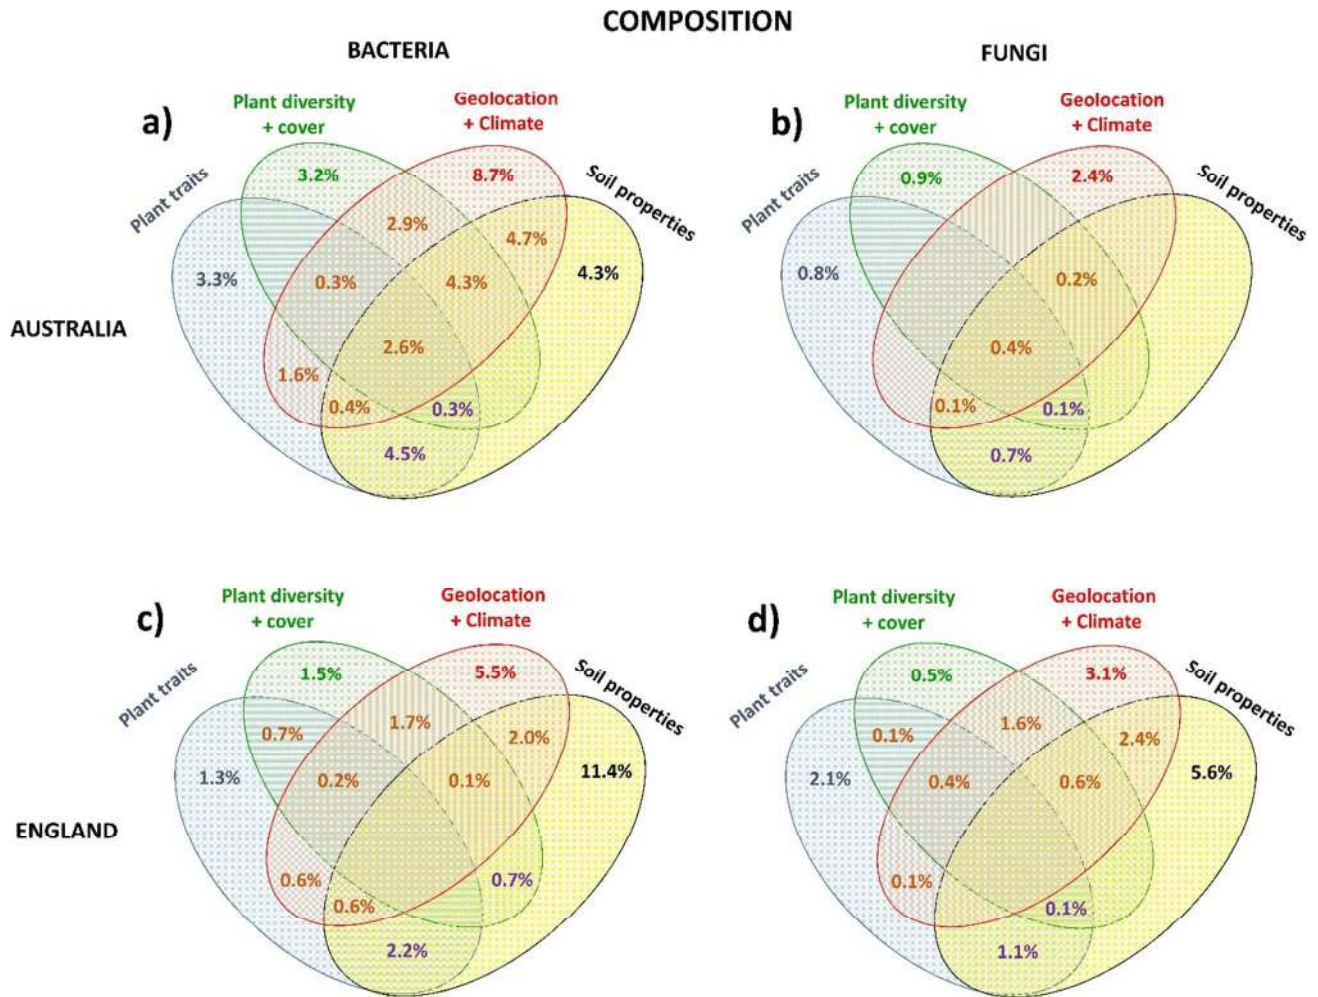 COMPOSITION
BACTERIA
FUNGI
a)
Plant diversity
+ cover
Geolocation
+ Climate
Plant traits
Soil properties
3.2%
8.7%
2.9%
4.7%
3.3%
0.3%
4.3%
4.3%
2.6%
1.6%
0.4%
0.3%
4.5%
b)
Plant diversity
+ cover
Geolocation
+ Climate
Plant traits
Soil properties
0.9%
2.4%
0.8%
0.2%
0.4%
0.1%
0.1%
0.7%
AUSTRALIA
c)
Plant diversity
+ cover
Geolocation
+ Climate
Plant traits
Soil properties
1.5%
5.5%
0.7%
1.7%
2.0%
1.3%
0.2%
0.1%
11.4%
0.6%
0.7%
0.6%
2.2%
d)
Plant diversity
+ cover
Geolocation
+ Climate
Plant traits
Soil properties
0.5%
3.1%
0.1%
1.6%
2.4%
2.1%
0.4%
0.6%
5.6%
0.1%
0.1%
1.1%
ENGLAND